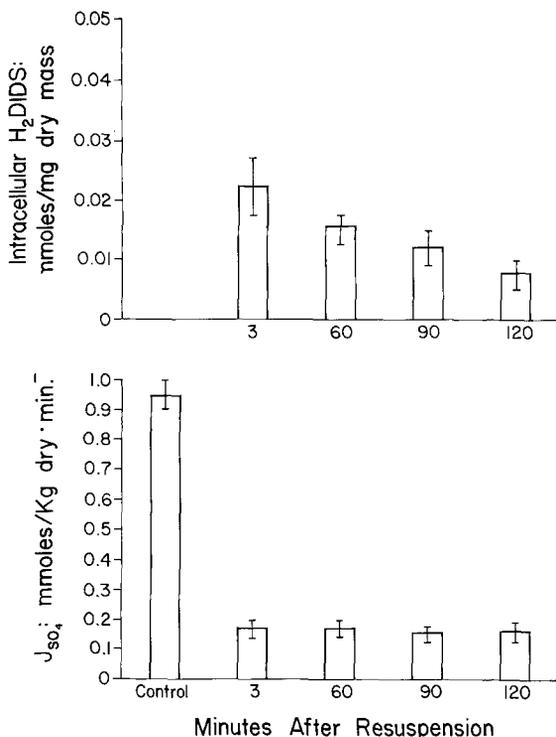 Intracellular H₂DIDS:
nmoles/mg dry mass
0.05
0.04
0.03
0.02
0.01
0
3 60 90 120
J_SO₄: mmoles/Kg dry·min.⁻
1.0
0.9
0.8
0.7
0.6
0.5
0.4
0.3
0.2
0.1
0
Control 3 60 90 120
Minutes After Resuspension